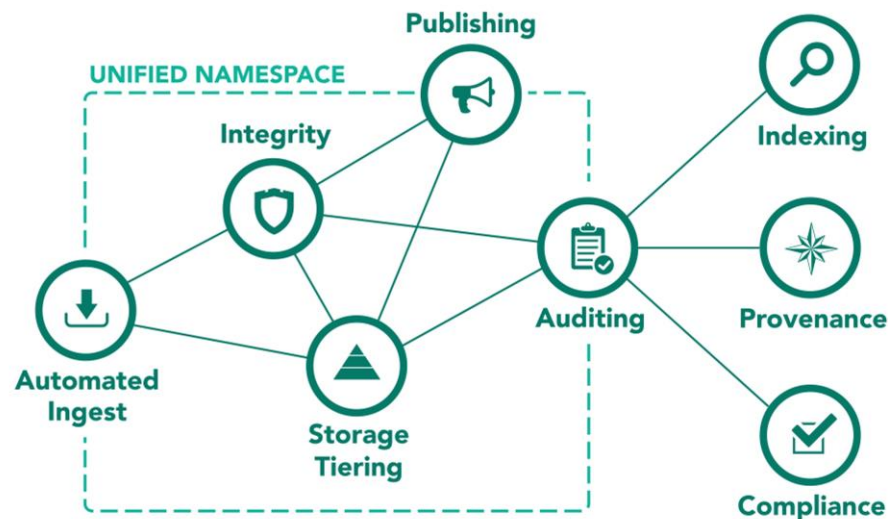 Publishing
UNIFIED NAMESPACE
Integrity
Indexing
Auditing
Provenance
Automated
Ingest
Storage
Tiering
Compliance